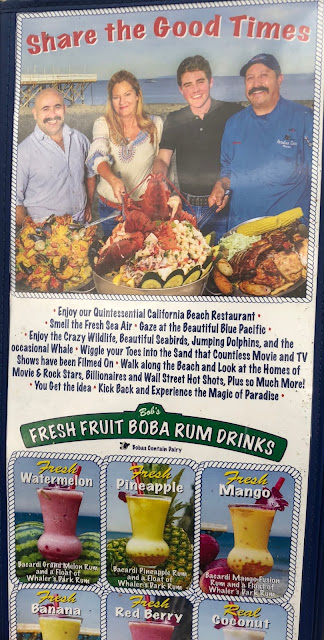 Share the Good Times
• Enjoy our Quintessential California Beach Restaurant •
Smell the Fresh Sea Air • Gaze at the Beautiful Blue Pacific •
• Enjoy the Crazy Wildlife, Beautiful Seabirds, Jumping Dolphins, and the
occasional Whale • Wiggle your Toes into the Sand that Countless Movie and TV
Shows have been Filmed On • Walk along the Beach and Look at the Homes of
Movie & Rock Stars, Billionaires and Wall Street Hot Shots, Plus so Much More!
• You Get the Idea • Kick Back and Experience the Magic of Paradise •
Bob's
FRESH FRUIT BOBA RUM DRINKS
Bobas Contain Dairy
Fresh
Watermelon
Bacardi Grand Melon Rum
and a Float of
Whaler's Dark Rum
Fresh
Pineapple
Bacardi Pineapple Rum
and a Float of
Whaler's Dark Rum
Fresh
Mango
Bacardi Mango Fusion
Rum and a Float of
Whaler's Dark Rum
Fresh
Banana
Fresh
Red Berry
Real
Coconut